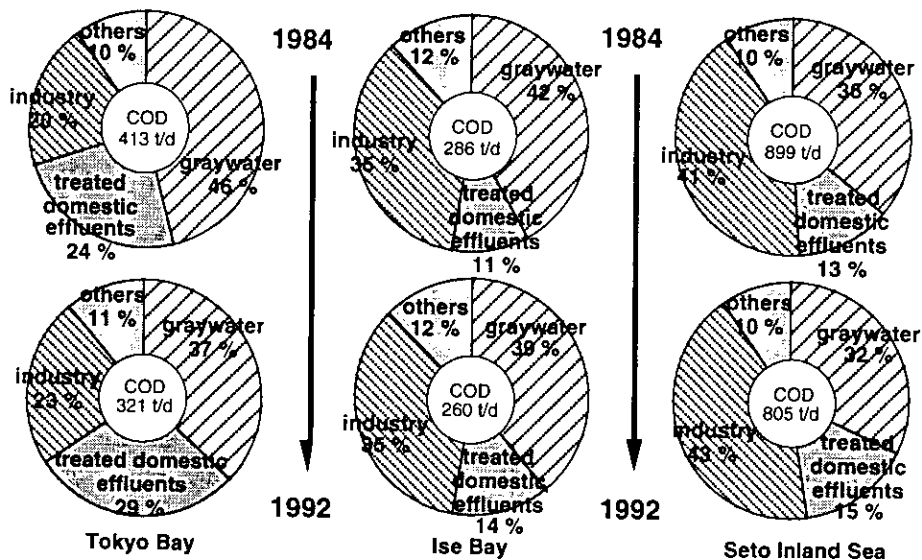 others
10 %
industry
20 %
COD
413 t/d
graywater
46 %
treated
domestic
effluents
24 %
1984
others
12 %
graywater
42 %
industry
35 %
COD
286 t/d
treated
domestic
effluents
11 %
1984
others
10 %
graywater
36 %
industry
41 %
COD
899 t/d
treated
domestic
effluents
13 %
others
11 %
graywater
37 %
industry
23 %
COD
321 t/d
treated domestic
effluents
29 %
1992
Tokyo Bay
others
12 %
graywater
39 %
industry
35 %
COD
260 t/d
treated
domestic
effluents
14 %
1992
Ise Bay
others
10 %
graywater
32 %
industry
43 %
COD
805 t/d
treated
domestic
effluents
15 %
Seto Inland Sea